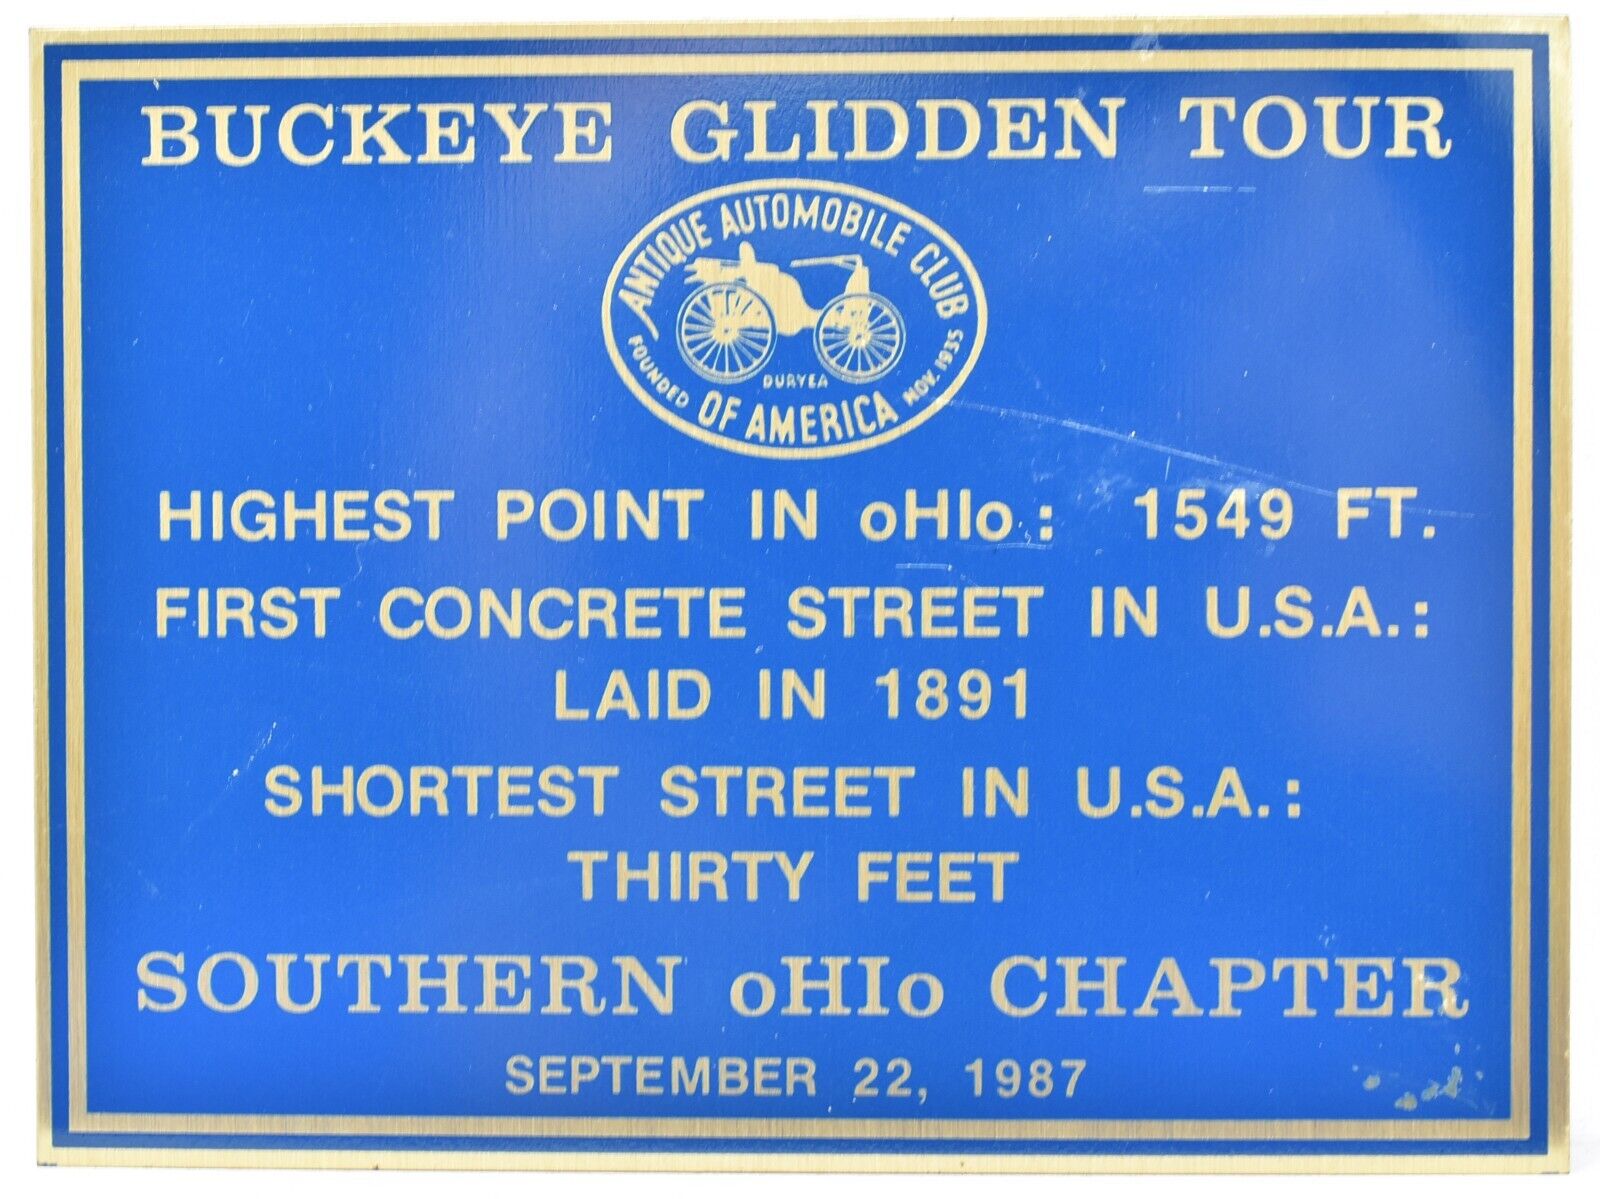 BUCKEYE GLIDDEN TOUR
ANTIQUE AUTOMOBILE CLUB
FOUNDED NOV. 1935
DURYEA
OF AMERICA
HIGHEST POINT IN oHIo: 1549 FT.
FIRST CONCRETE STREET IN U.S.A.:
LAID IN 1891
SHORTEST STREET IN U.S.A.:
THIRTY FEET
SOUTHERN oHIo CHAPTER
SEPTEMBER 22, 1987